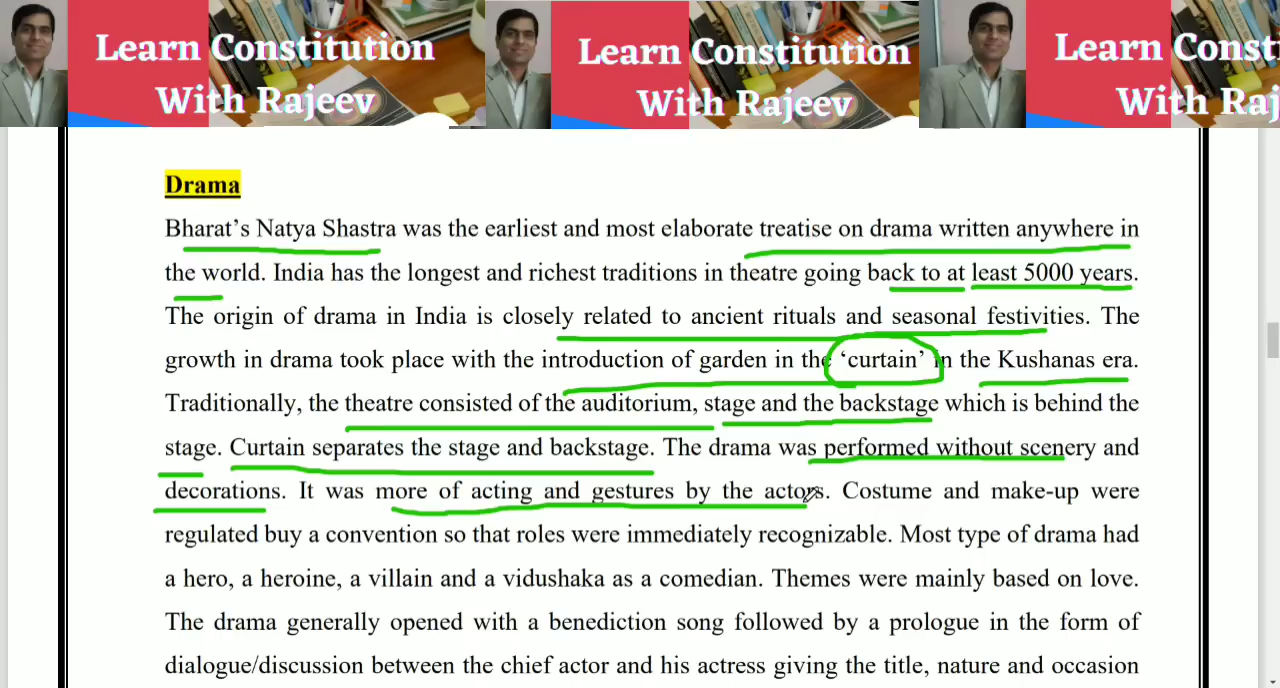 Learn Constitution
With Rajeev
Learn Constitution
With Rajeev
Learn Consti
With Raj
Drama
Bharat’s Natya Shastra was the earliest and most elaborate treatise on drama written anywhere in
the world. India has the longest and richest traditions in theatre going back to at least 5000 years.
The origin of drama in India is closely related to ancient rituals and seasonal festivities. The
growth in drama took place with the introduction of garden in the ‘curtain’ in the Kushanas era.
Traditionally, the theatre consisted of the auditorium, stage and the backstage which is behind the
stage. Curtain separates the stage and backstage. The drama was performed without scenery and
decorations. It was more of acting and gestures by the actors. Costume and make-up were
regulated buy a convention so that roles were immediately recognizable. Most type of drama had
a hero, a heroine, a villain and a vidushaka as a comedian. Themes were mainly based on love.
The drama generally opened with a benediction song followed by a prologue in the form of
dialogue/discussion between the chief actor and his actress giving the title, nature and occasion